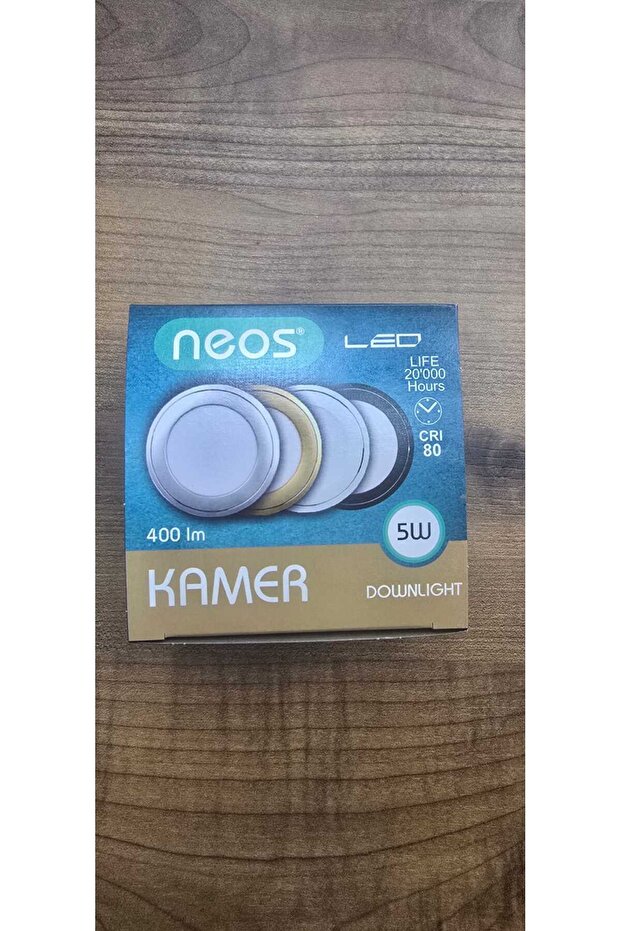 neos®
LED
LIFE
20'000
Hours
CRI
80
400 lm
5W
KAMER
DOWNLIGHT